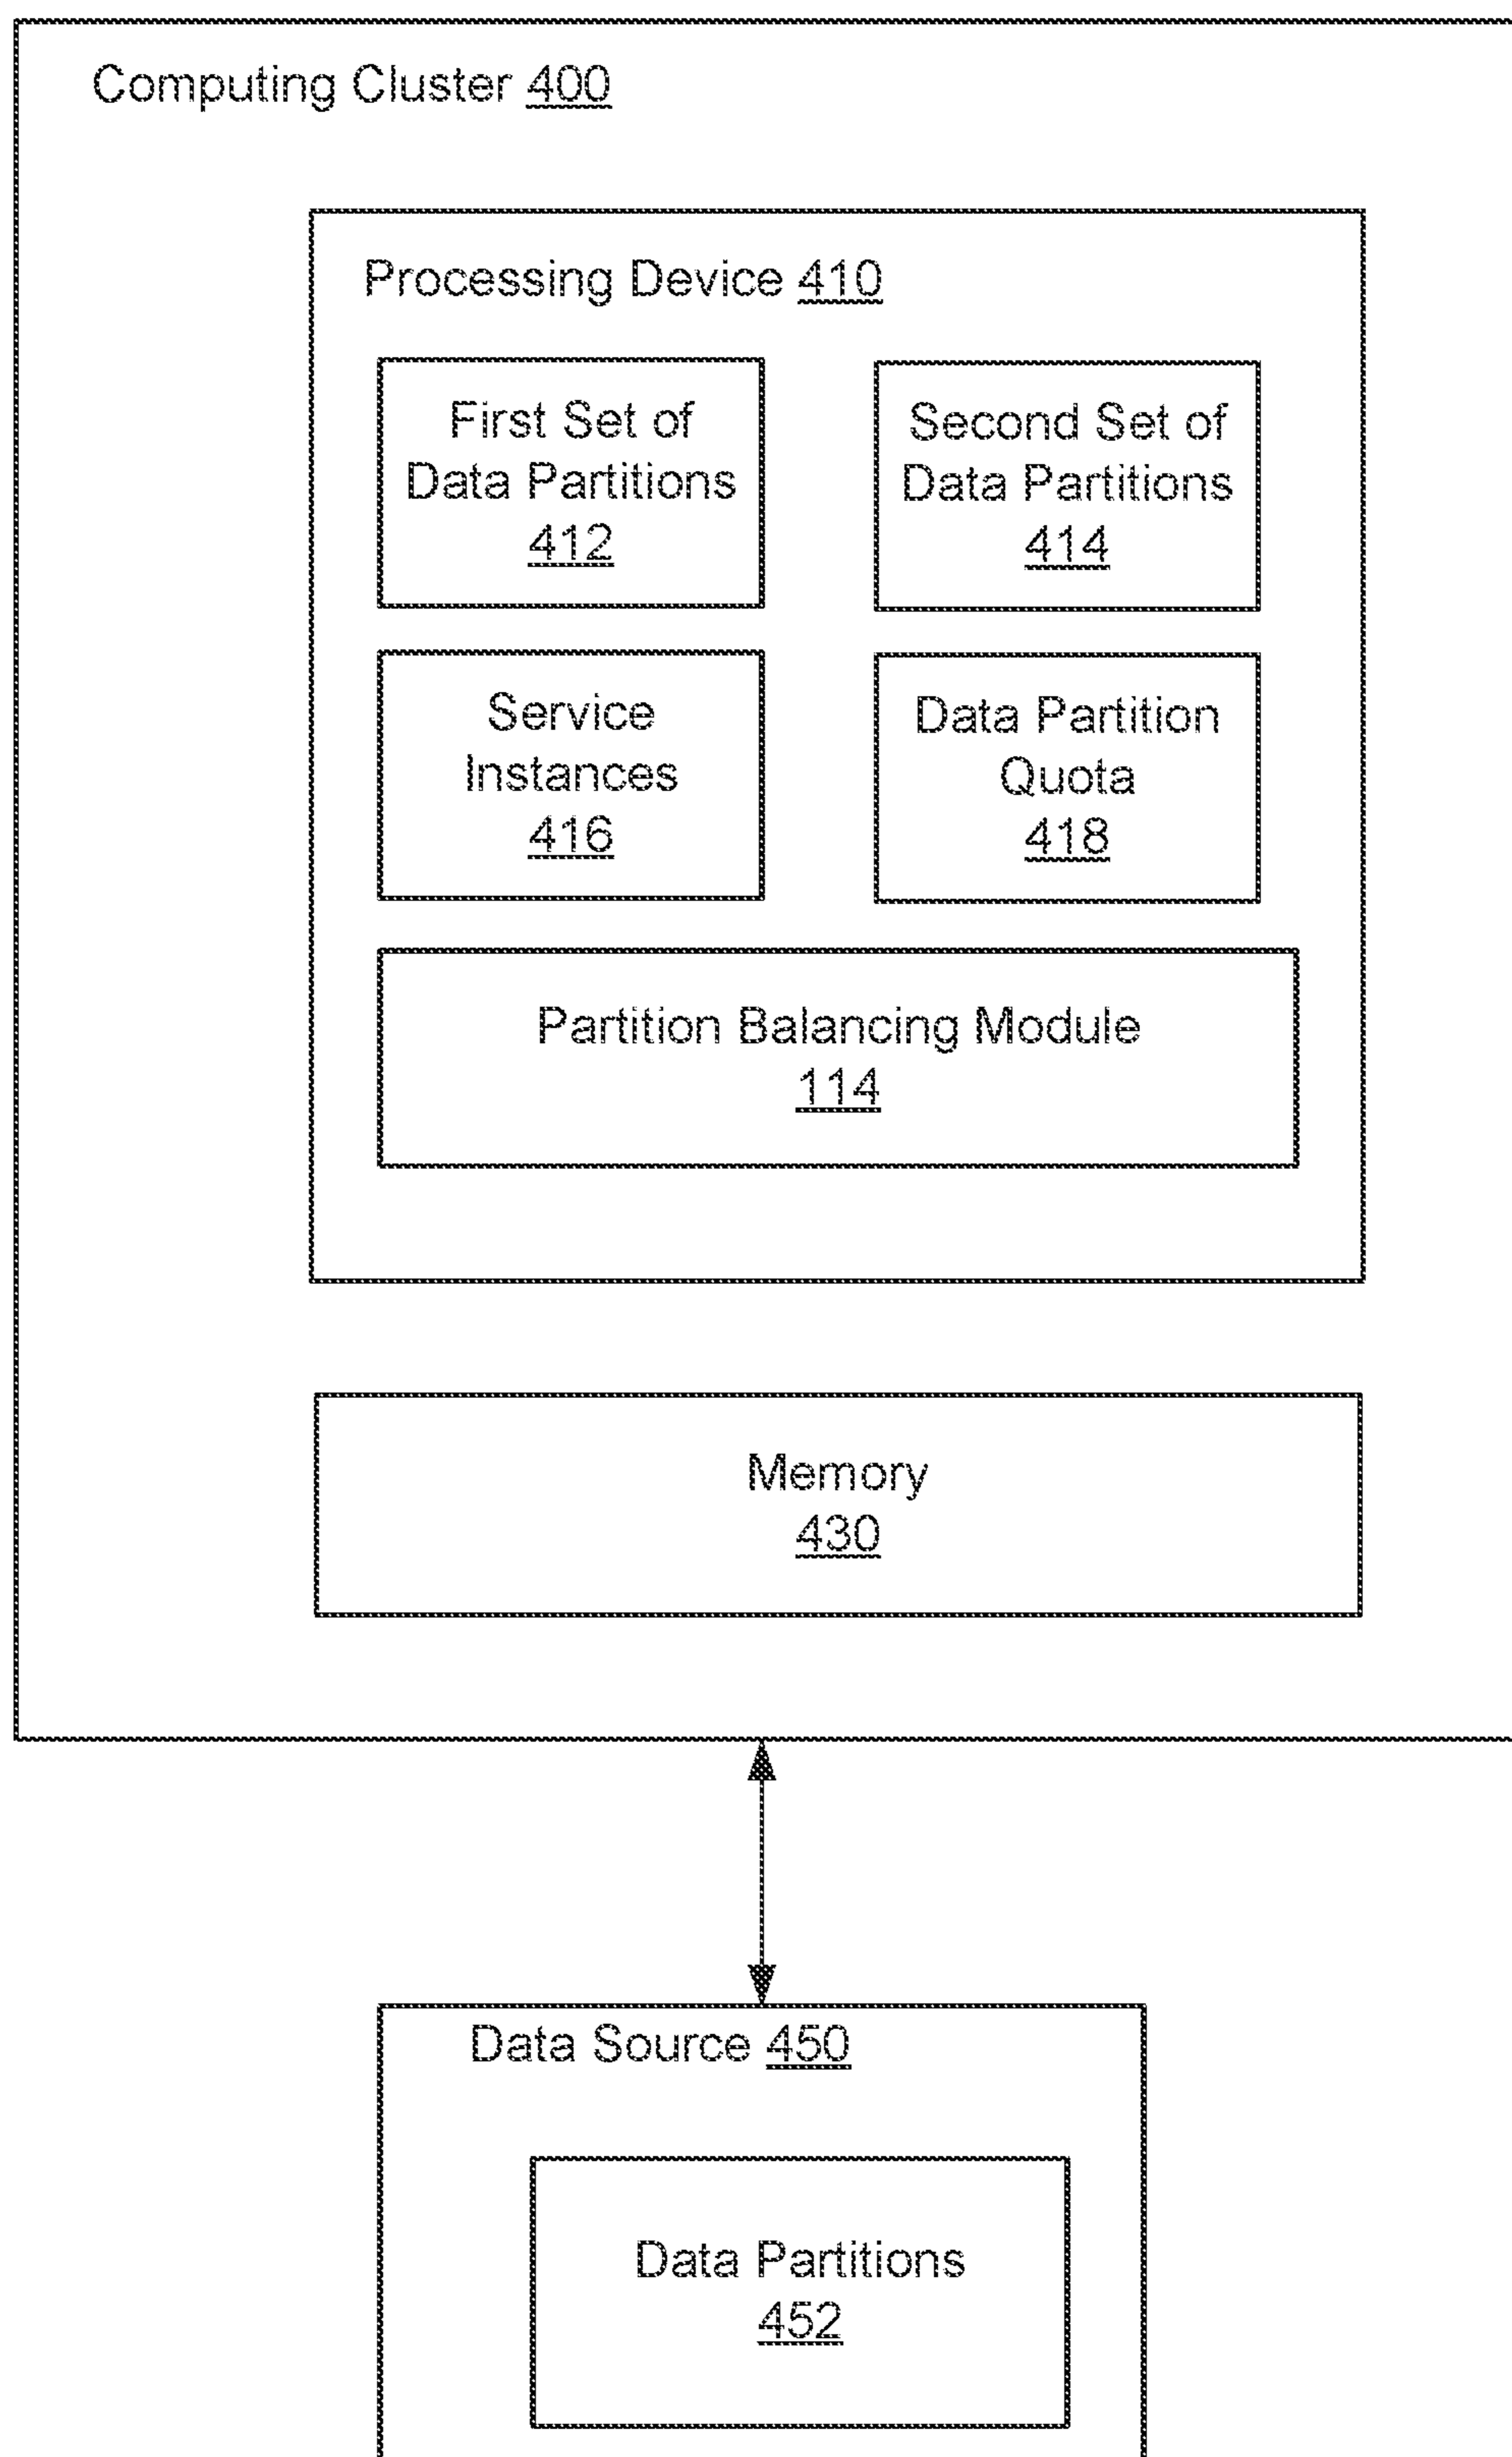 Computing Cluster 400
Processing Device 410
First Set of
Data Partitions
412
Second Set of
Data Partitions
414
Service
Instances
416
Data Partition
Quota
418
Partition Balancing Module
114
Memory
430
Data Source 450
Data Partitions
452